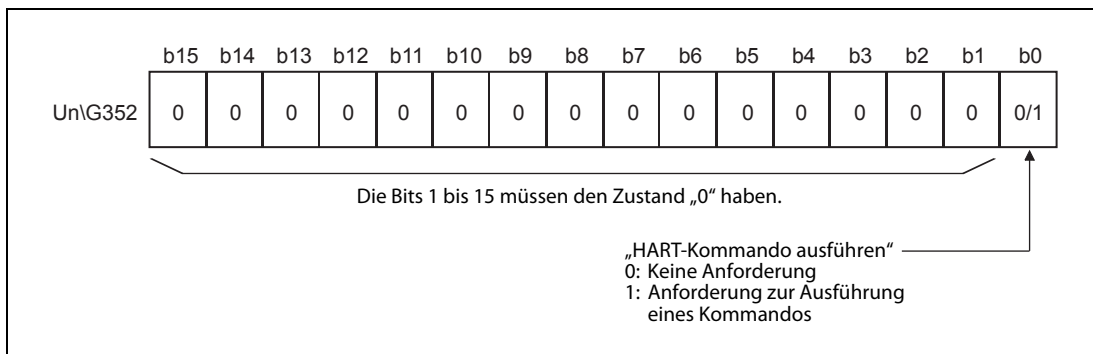 b15 b14 b13 b12 b11 b10 b9 b8 b7 b6 b5 b4 b3 b2 b1 b0
Un\G352 0 0 0 0 0 0 0 0 0 0 0 0 0 0 0 0/1
Die Bits 1 bis 15 müssen den Zustand „0“ haben.
„HART-Kommando ausführen“
0: Keine Anforderung
1: Anforderung zur Ausführung
eines Kommandos